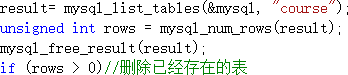 result= mysql_list_tables(&mysql, "course");
unsigned int rows = mysql_num_rows(result);
mysql_free_result(result);
if (rows > 0)//删除已经存在的表